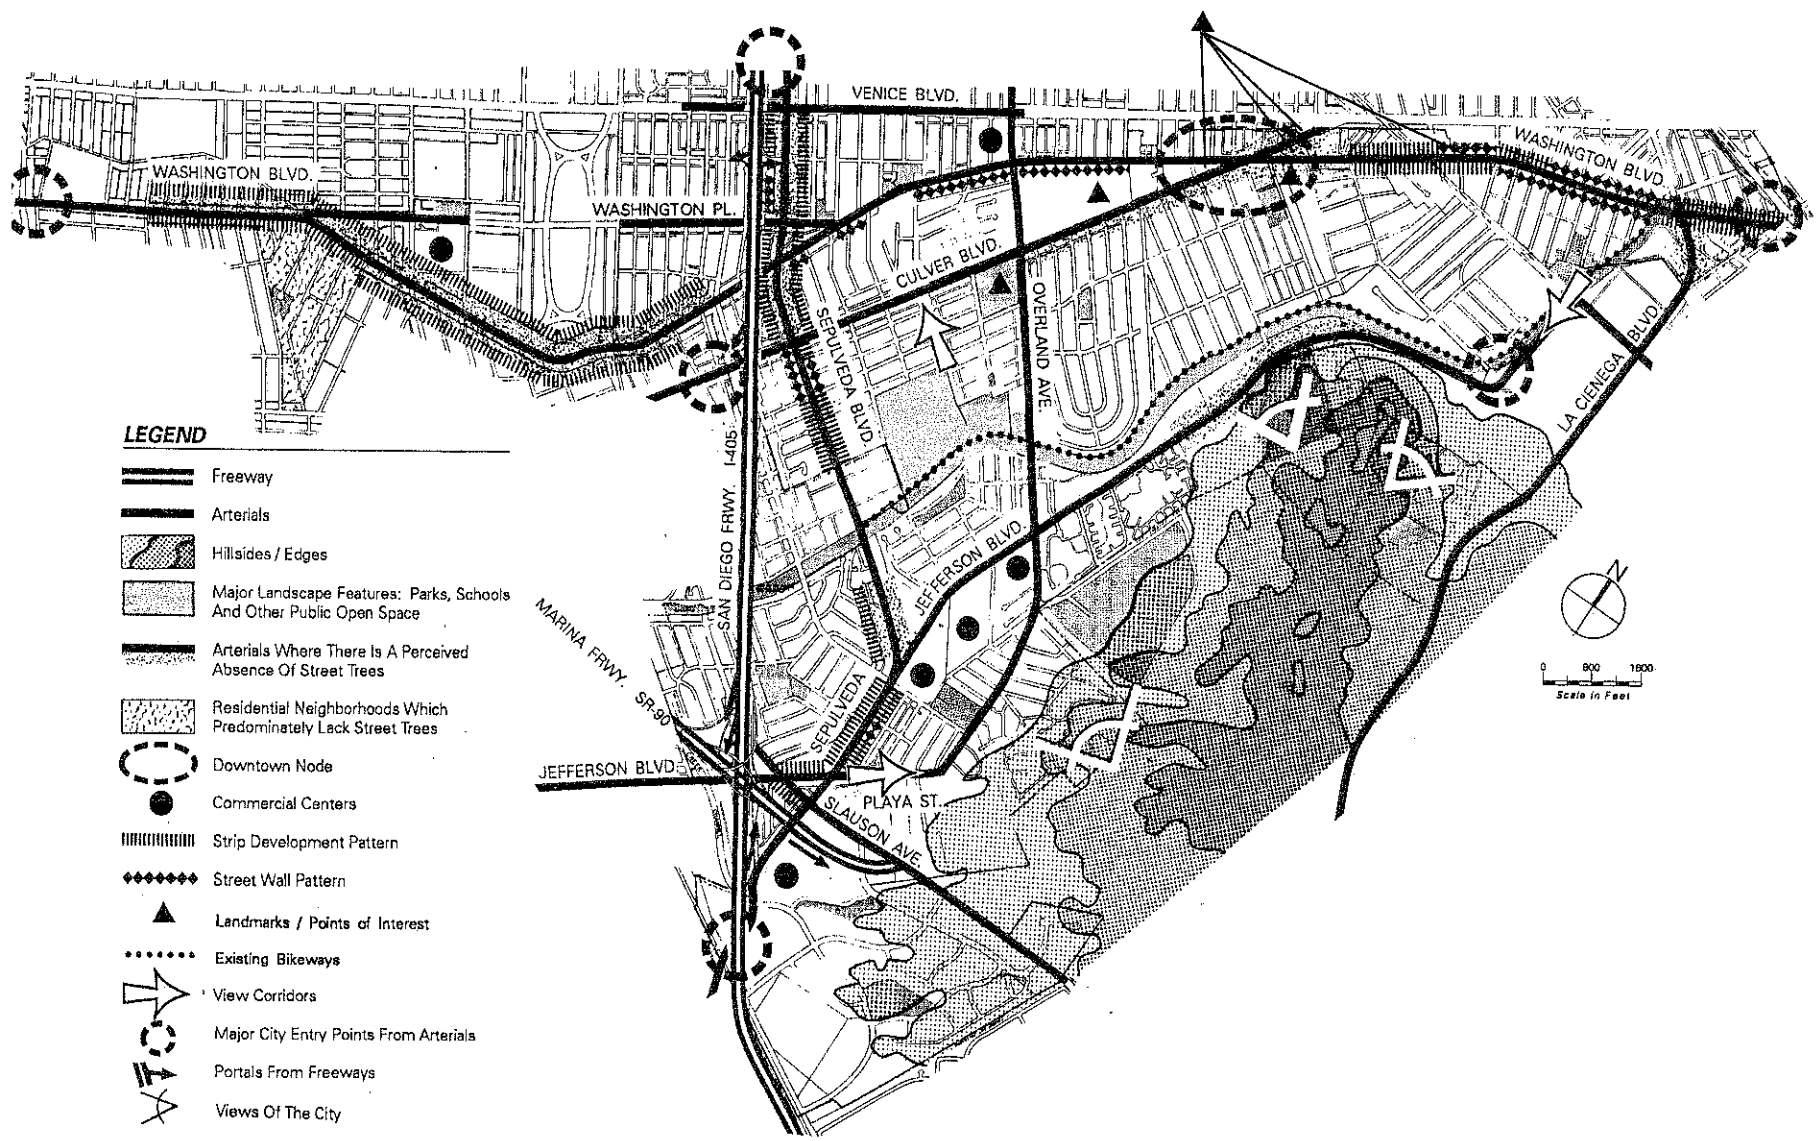 VENICE BLVD.
WASHINGTON BLVD.
WASHINGTON BLVD.
WASHINGTON PL.
CULVER BLVD.
OVERLAND AVE.
SEPULVEDA BLVD.
LA CIENEGA BLVD.
SAN DIEGO FRWY. I-405
JEFFERSON BLVD.
MARINA FRWY. SR-90
SEPULVEDA
JEFFERSON BLVD.
PLAYA ST.
SLAUSON AVE.
N
0 800 1600
Scale in Feet
LEGEND
Freeway
Arterials
Hillsides / Edges
Major Landscape Features: Parks, Schools
And Other Public Open Space
Arterials Where There Is A Perceived
Absence Of Street Trees
Residential Neighborhoods Which
Predominately Lack Street Trees
Downtown Node
Commercial Centers
Strip Development Pattern
Street Wall Pattern
Landmarks / Points of Interest
Existing Bikeways
View Corridors
Major City Entry Points From Arterials
Portals From Freeways
Views Of The City